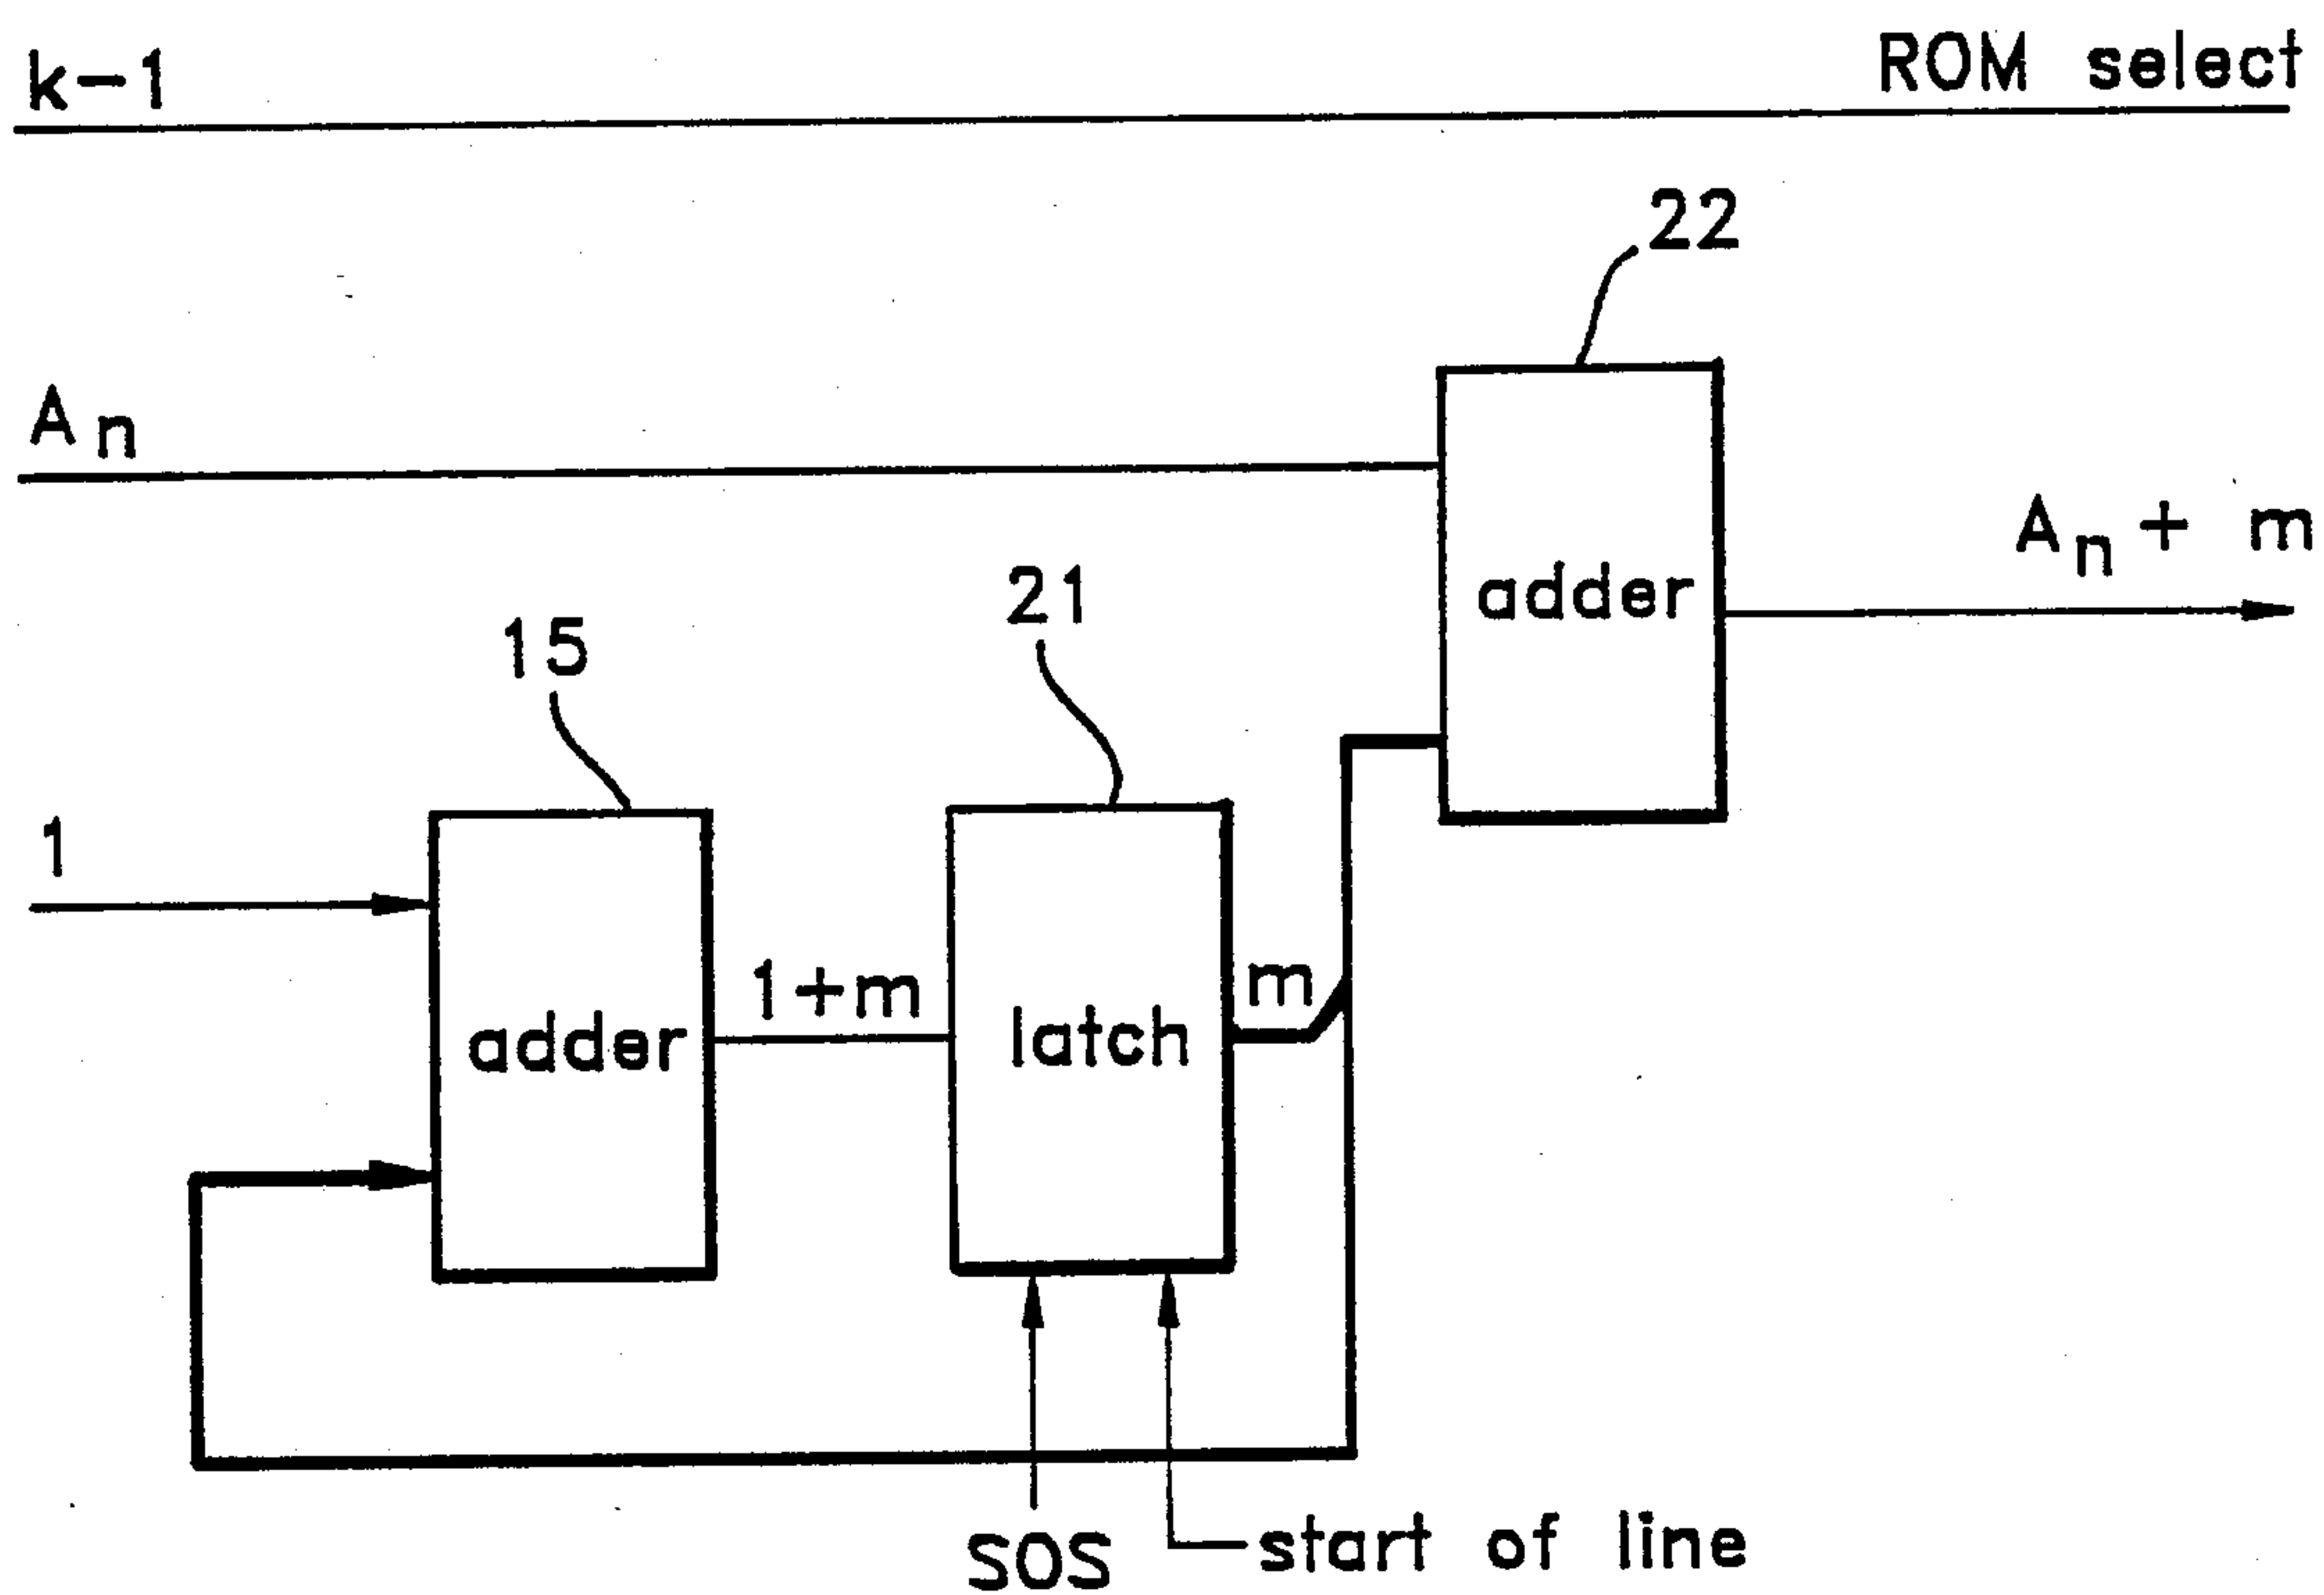 k-1
ROM select
22
An
An + m
adder
21
15
1
1+m
m
adder
latch
SOS
start of line